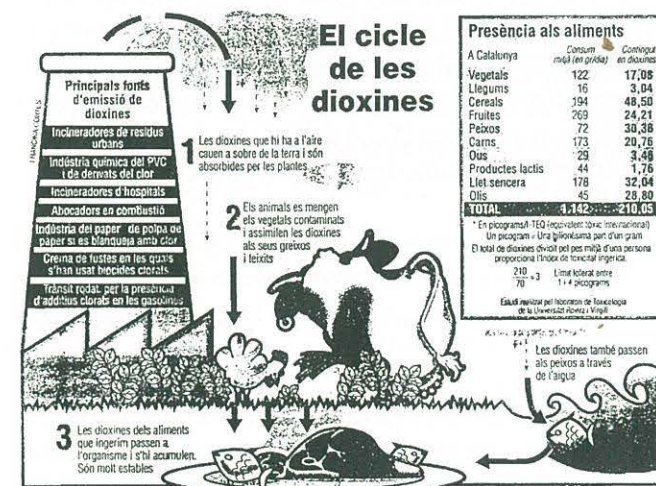 El cicle
de les
dioxines
Principals fonts
d'emissió de
dioxines
Incineradores de residus
urbans
Indústria química del PVC
i de derivats del clor
Incineradors d'hospitals
Abocadors en combustió
Indústria del paper de polpa de
paper si es blanqueja amb clor
Crema de fustes en les quals
s'han usat biocides clorats
Trànsit rodat, per la presència
d'additius clorats en les gasolines
1 Les dioxines que hi ha a l'aire
cauen a sobre de la terra i són
absorbides per les plantes
2 Els animals es mengen
els vegetals contaminats
i assimilen les dioxines
als seus greixos
i teixits
3 Les dioxines dels aliments
que ingerim passen a
l'organisme i s'hi acumulen.
Són molt estables
Presència als aliments
A Catalunya Consum mitjà (en gr/dia) Contingut en dioxines
Vegetals 122 17,05
Llegums 16 3,04
Cereals 194 48,50
Fruites 269 24,21
Peixos 72 30,38
Carns 173 20,76
Ous 29 3,48
Productes lactis 44 1,76
Llet sencera 178 32,04
Olis 45 28,80
TOTAL 1.142 210,05
* En picograms/I-TEQ (equivalent tòxic internacional)
Un picogram = Una bilionèsima part d'un gram
El total de dioxines dividit pel pes mitjà d'una persona
proporciona l'índex de toxicitat ingerida.
210
70 = 3
Límit tolerat entre
1 i 4 picograms
Estudi realitzat pel laboratori de Toxicologia
de la Universitat Rovira i Virgili
Les dioxines també passen
als peixos a través
de l'aigua